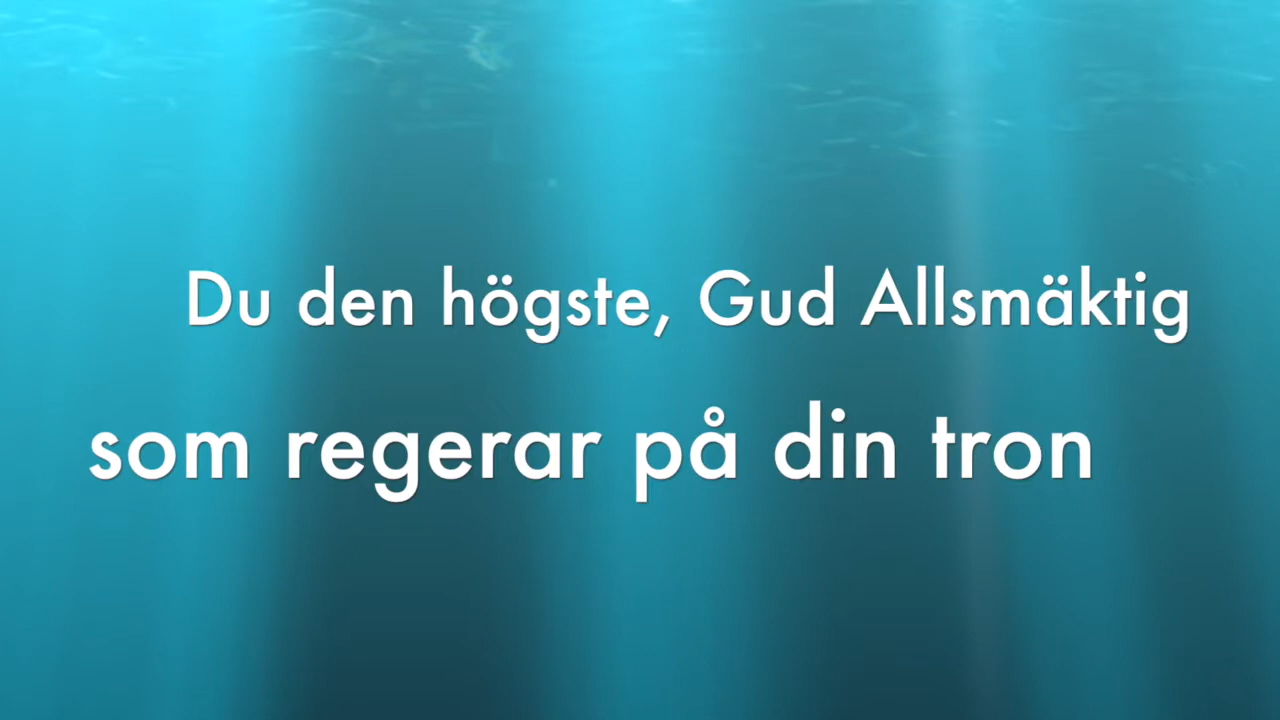 Du den högste, Gud Allsmäktig
som regerar på din tron